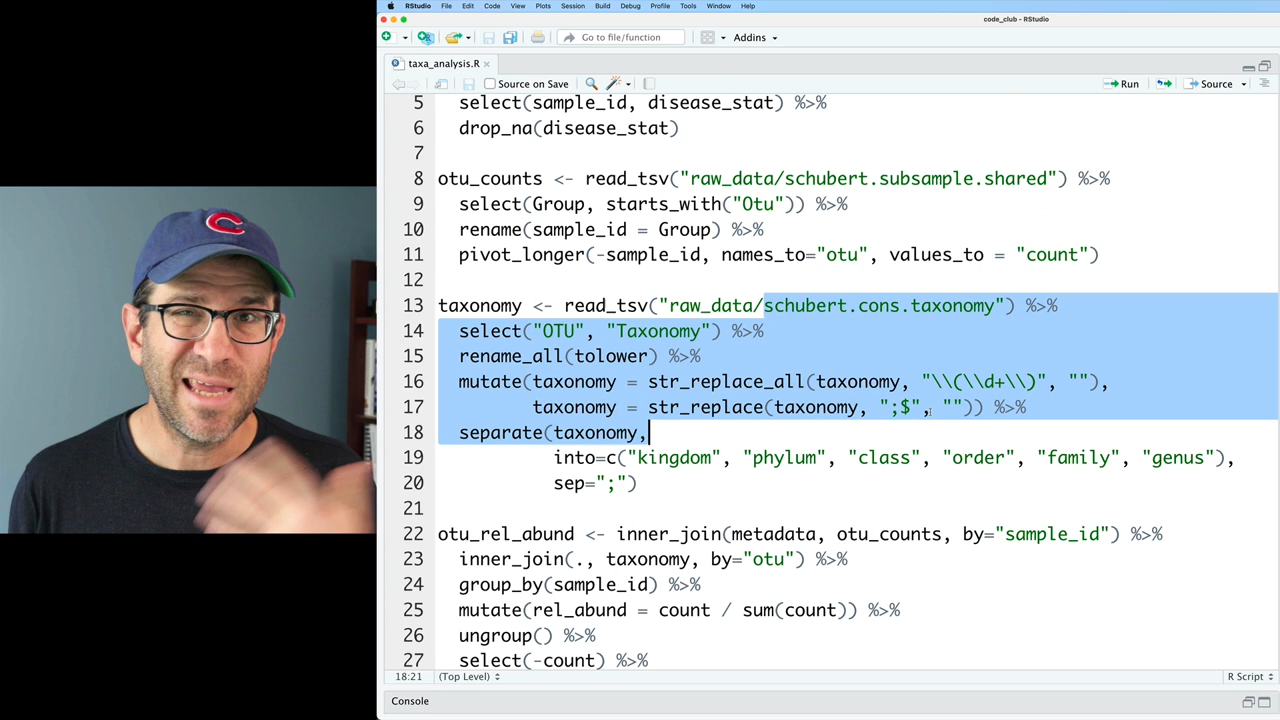 RStudio File Edit Code View Plots Session Build Debug Profile Tools Window Help
code_club - RStudio
Go to file/function Addins
taxa_analysis.R
Source on Save Run Source
5 select(sample_id, disease_stat) %>%
6 drop_na(disease_stat)
7
8 otu_counts <- read_tsv("raw_data/schubert.subsample.shared") %>%
9 select(Group, starts_with("Otu")) %>%
10 rename(sample_id = Group) %>%
11 pivot_longer(-sample_id, names_to="otu", values_to = "count")
12
13 taxonomy <- read_tsv("raw_data/schubert.cons.taxonomy") %>%
14 select("OTU", "Taxonomy") %>%
15 rename_all(tolower) %>%
16 mutate(taxonomy = str_replace_all(taxonomy, "\\(\\d+\\)", ""),
17 taxonomy = str_replace(taxonomy, ";$", "")) %>%
18 separate(taxonomy,
19 into=c("kingdom", "phylum", "class", "order", "family", "genus"),
20 sep=";")
21
22 otu_rel_abund <- inner_join(metadata, otu_counts, by="sample_id") %>%
23 inner_join(., taxonomy, by="otu") %>%
24 group_by(sample_id) %>%
25 mutate(rel_abund = count / sum(count)) %>%
26 ungroup() %>%
27 select(-count) %>%
18:21 (Top Level) R Script
Console
C